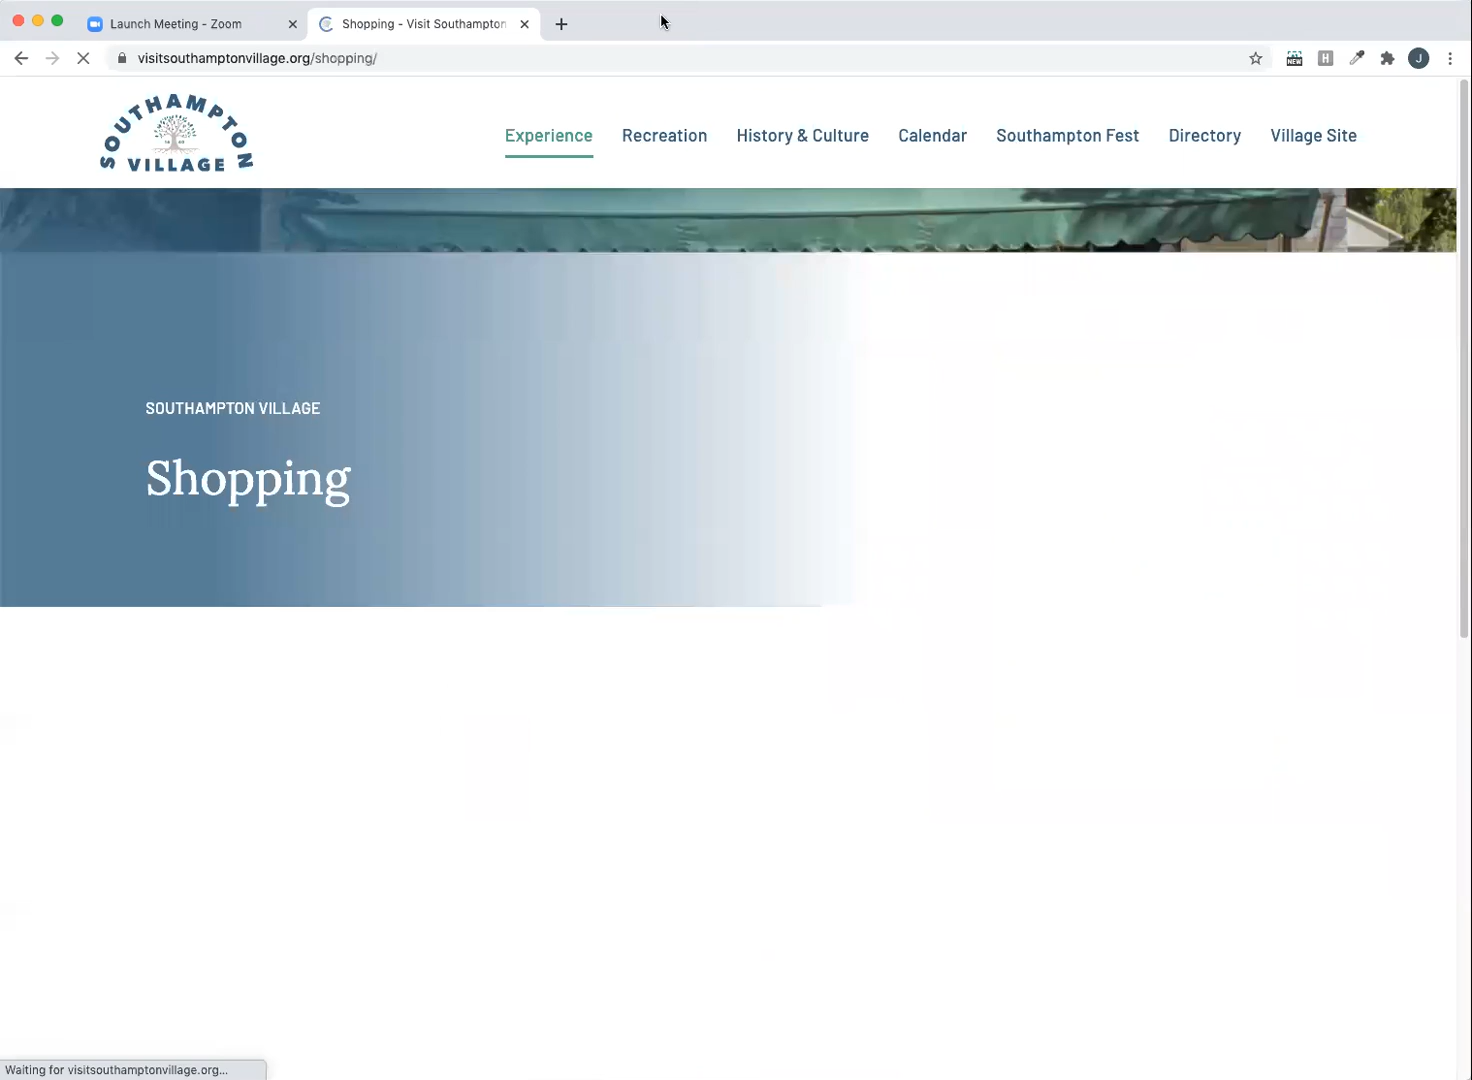 Launch Meeting - Zoom
Shopping - Visit Southampton
visitsouthamptonvillage.org/shopping/
NEW
H
J
SOUTHAMPTON
VILLAGE
Experience
Recreation
History & Culture
Calendar
Southampton Fest
Directory
Village Site
SOUTHAMPTON VILLAGE
Shopping
Waiting for visitsouthamptonvillage.org...